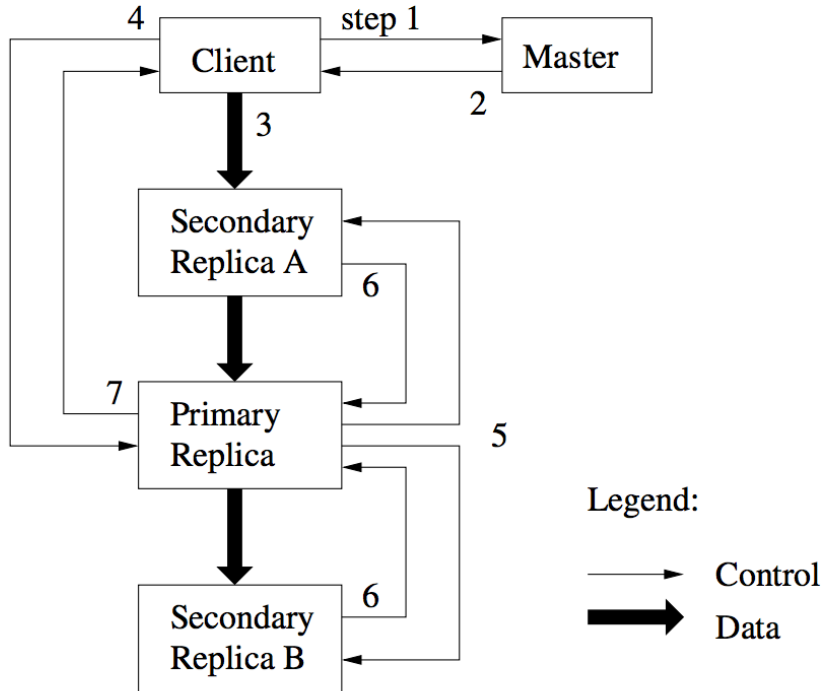 4
step 1
Client
Master
2
3
Secondary
Replica A
6
7
Primary
Replica
5
Legend:
Control
Data
6
Secondary
Replica B